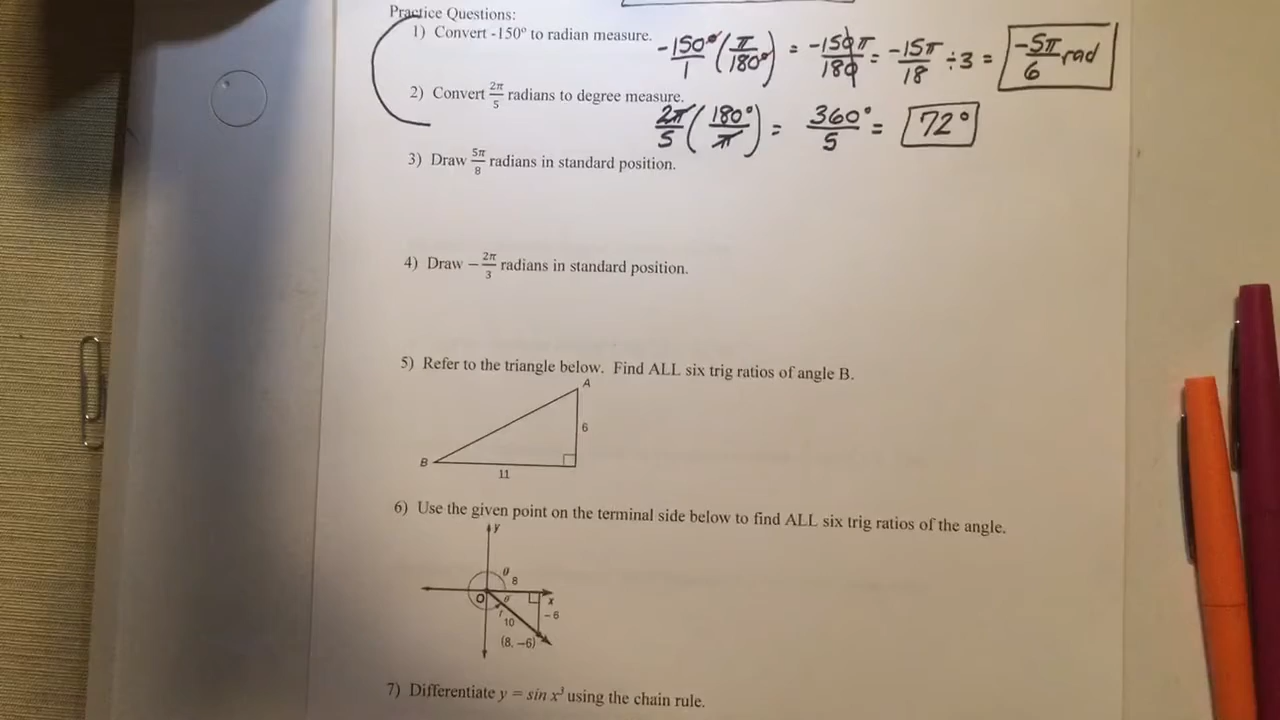 Practice Questions:
1) Convert -150° to radian measure.
-150°/1 (π/180°) = -150π/180 = -15π/18 ÷ 3 = -5π/6 rad
2) Convert 2π/5 radians to degree measure.
2π/5 (180°/π) = 360°/5 = 72°
3) Draw 5π/8 radians in standard position.
4) Draw -2π/3 radians in standard position.
5) Refer to the triangle below. Find ALL six trig ratios of angle B.
A
6
B
11
6) Use the given point on the terminal side below to find ALL six trig ratios of the angle.
y
θ
8
O
θ
x
-6
r
10
(8, -6)
7) Differentiate y = sin x³ using the chain rule.